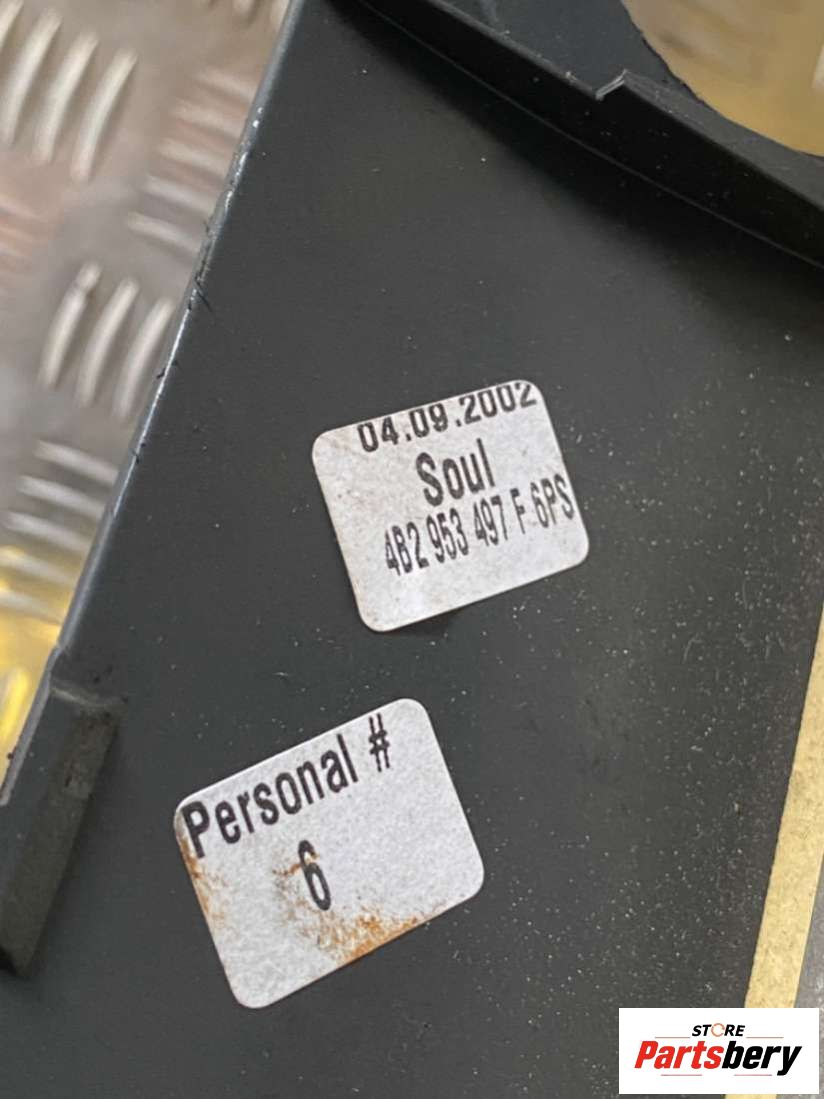 04.09.2002
Soul
4B2 953 497 F 6PS
Personal #
6
STORE
Partsbery